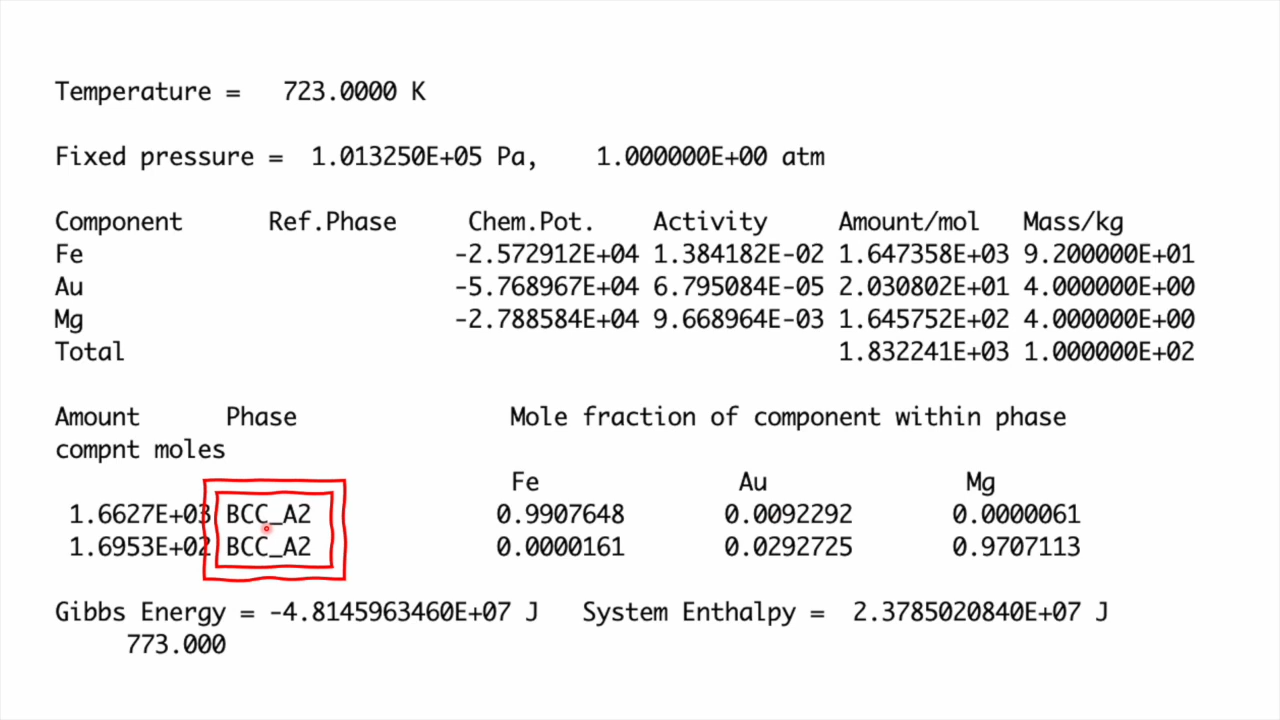 Temperature = 723.0000 K
Fixed pressure = 1.013250E+05 Pa, 1.000000E+00 atm
Component Ref.Phase Chem.Pot. Activity Amount/mol Mass/kg
Fe -2.572912E+04 1.384182E-02 1.647358E+03 9.200000E+01
Au -5.768967E+04 6.795084E-05 2.030802E+01 4.000000E+00
Mg -2.788584E+04 9.668964E-03 1.645752E+02 4.000000E+00
Total 1.832241E+03 1.000000E+02
Amount Phase Mole fraction of component within phase
compnt moles
Fe Au Mg
1.6627E+03 BCC_A2 0.9907648 0.0092292 0.0000061
1.6953E+02 BCC_A2 0.0000161 0.0292725 0.9707113
Gibbs Energy = -4.8145963460E+07 J System Enthalpy = 2.3785020840E+07 J
773.000